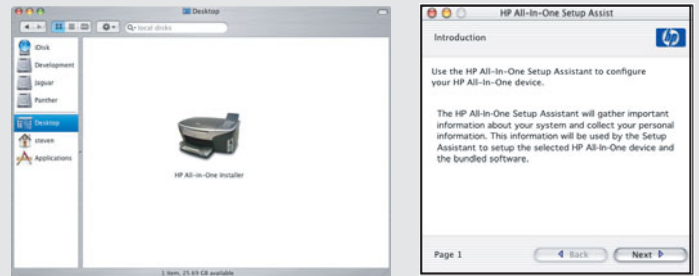 Desktop
local disks
iDisk
Development
Jaguar
Panther
Desktop
steven
Applications
HP All-in-One Installer
1 item, 25.69 GB available
HP All-In-One Setup Assist
Introduction
hp
Use the HP All-In-One Setup Assistant to configure
your HP All-In-One device.
The HP All-In-One Setup Assistant will gather important
information about your system and collect your personal
information. This information will be used by the Setup
Assistant to setup the selected HP All-In-One device and
the bundled software.
Page 1
Back
Next